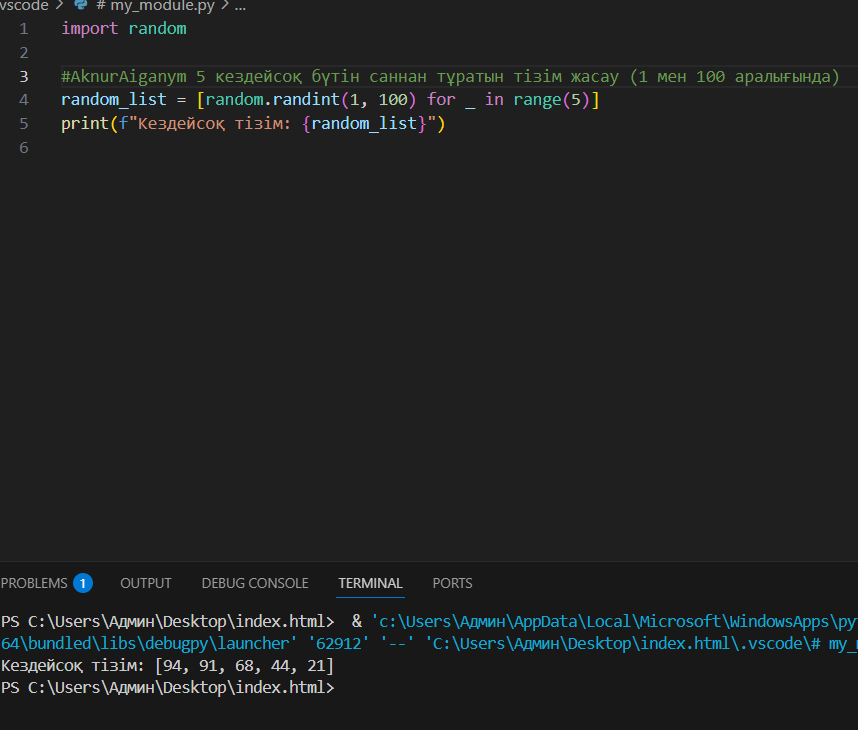 vscode > # my_module.py > ...
1 import random
2
3 #AknurAiganym 5 кездейсоқ бүтін саннан тұратын тізім жасау (1 мен 100 аралығында)
4 random_list = [random.randint(1, 100) for _ in range(5)]
5 print(f"Кездейсоқ тізім: {random_list}")
6
PROBLEMS 1 OUTPUT DEBUG CONSOLE TERMINAL PORTS
PS C:\Users\Админ\Desktop\index.html> & 'c:\Users\Админ\AppData\Local\Microsoft\WindowsApps\py
64\bundled\libs\debugpy\launcher' '62912' '--' 'C:\Users\Админ\Desktop\index.html\.vscode\# my_
Кездейсоқ тізім: [94, 91, 68, 44, 21]
PS C:\Users\Админ\Desktop\index.html>